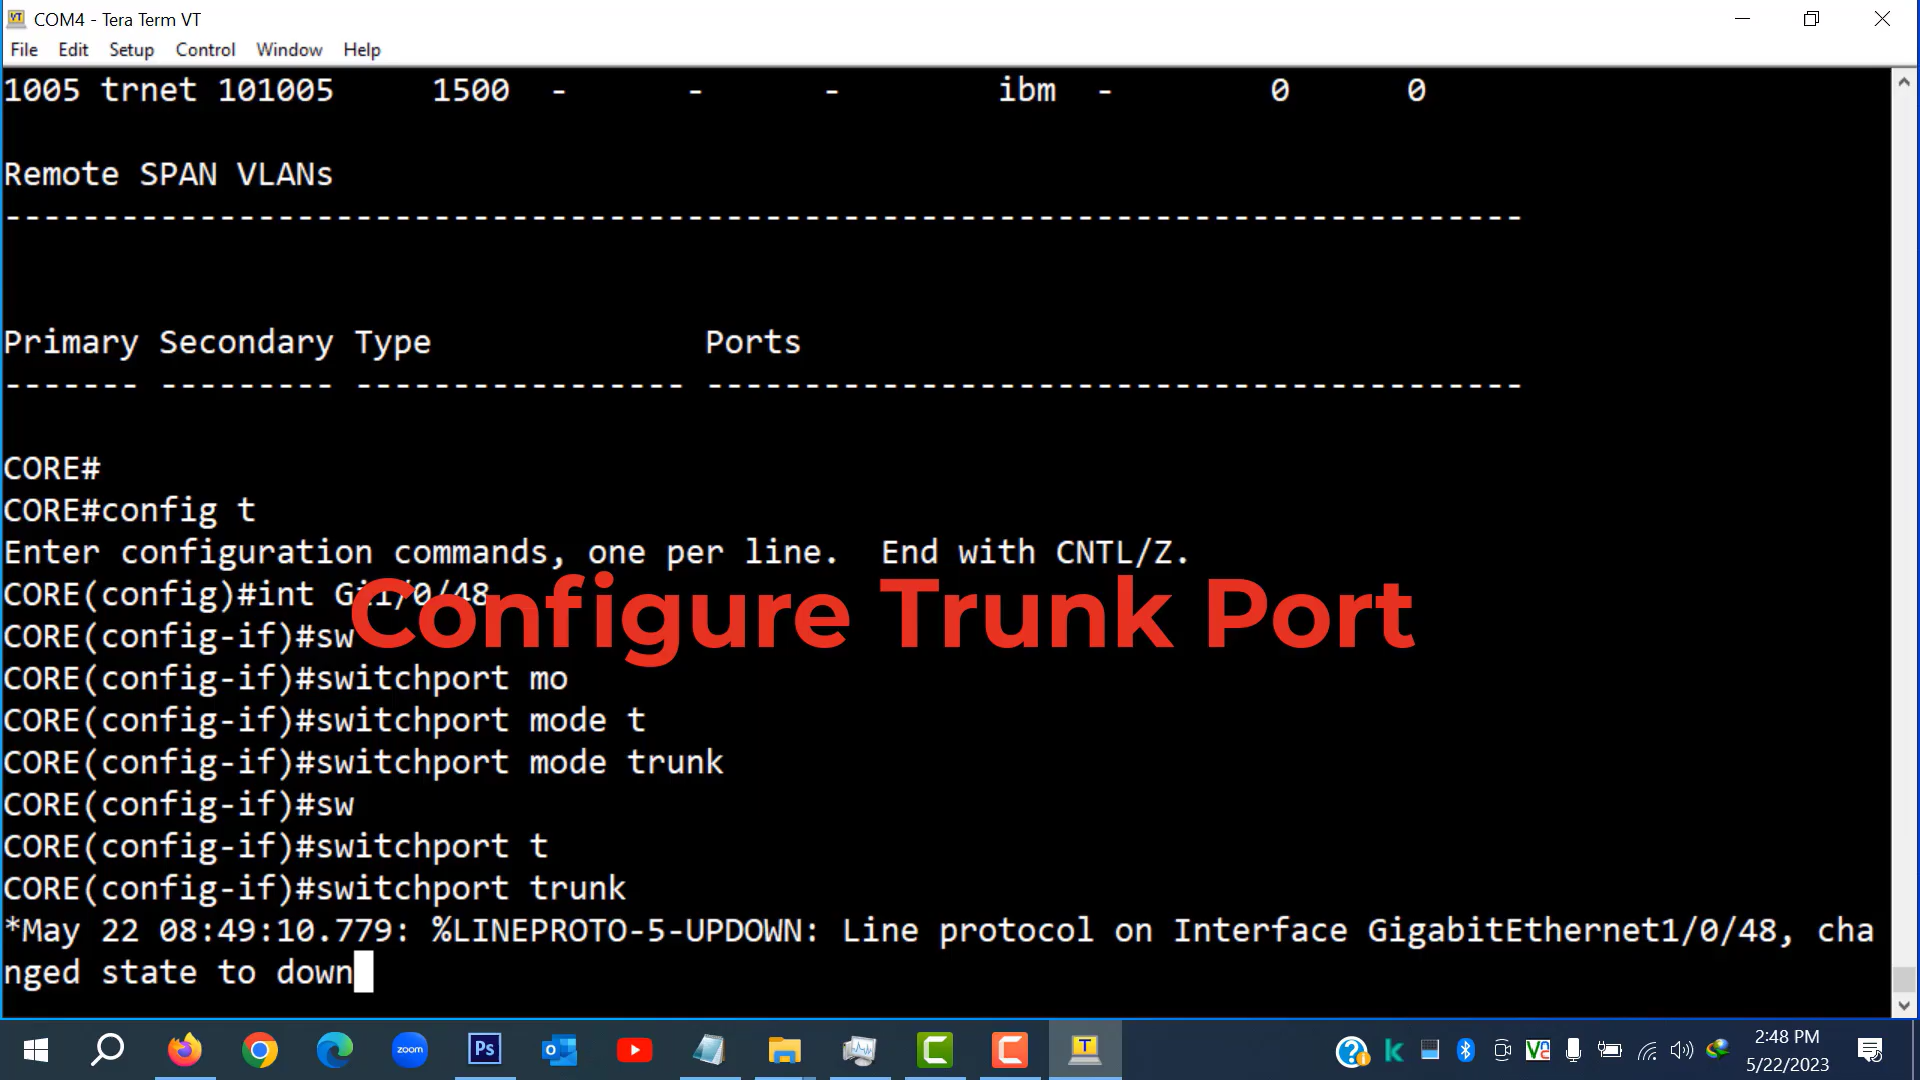 COM4 - Tera Term VT
File Edit Setup Control Window Help
1005 trnet 101005 1500 - - - ibm - 0 0
Remote SPAN VLANs
------------------------------------------------------------------------------
Primary Secondary Type Ports
------- --------- ----------------- ------------------------------------------
CORE#
CORE#config t
Enter configuration commands, one per line. End with CNTL/Z.
CORE(config)#int Gi1/0/48
Configure Trunk Port
CORE(config-if)#sw
CORE(config-if)#switchport mo
CORE(config-if)#switchport mode t
CORE(config-if)#switchport mode trunk
CORE(config-if)#sw
CORE(config-if)#switchport t
CORE(config-if)#switchport trunk
*May 22 08:49:10.779: %LINEPROTO-5-UPDOWN: Line protocol on Interface GigabitEthernet1/0/48, cha
nged state to down
zoom
Ps
2:48 PM
5/22/2023